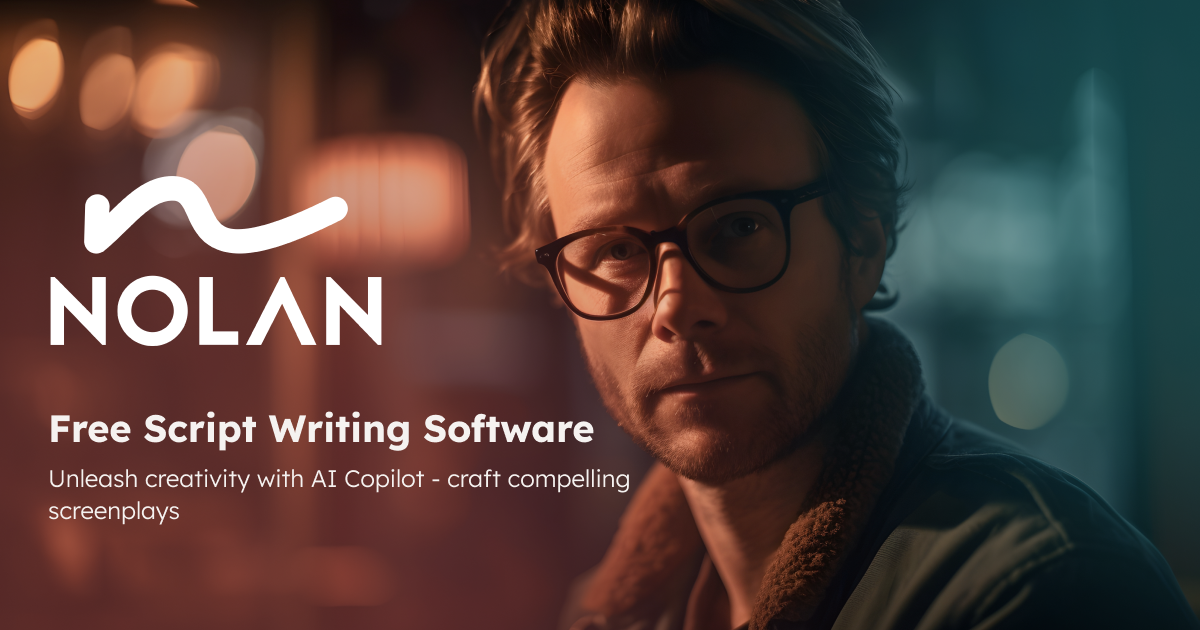 NOLAN
Free Script Writing Software
Unleash creativity with AI Copilot - craft compelling
screenplays